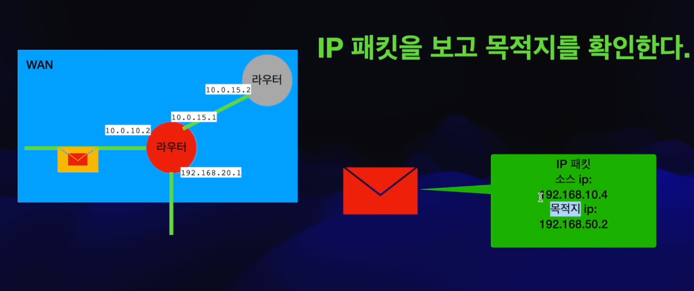 IP 패킷을 보고 목적지를 확인한다.
WAN
라우터
10.0.15.2
10.0.15.1
10.0.10.2
라우터
192.168.20.1
IP 패킷
소스 ip:
192.168.10.4
목적지 ip:
192.168.50.2